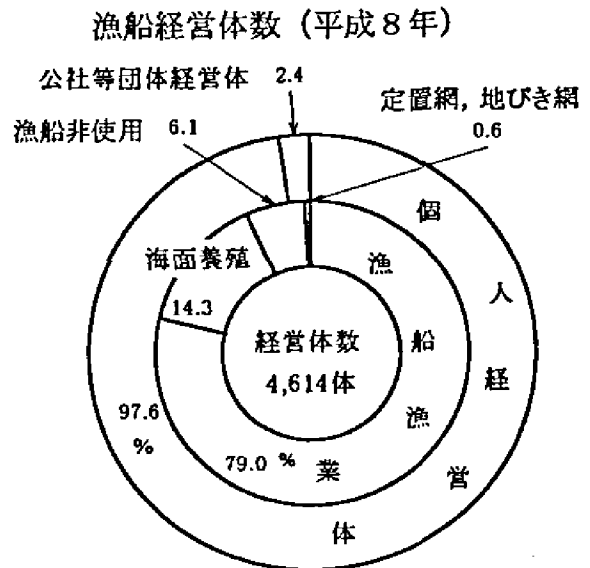 漁船経営体数 (平成8年)
公社等団体経営体 2.4
定置網, 地びき網
0.6
漁船非使用 6.1
海面養殖
14.3
経営体数
4,614体
個人経営体
97.6
%
漁船漁業
79.0 %